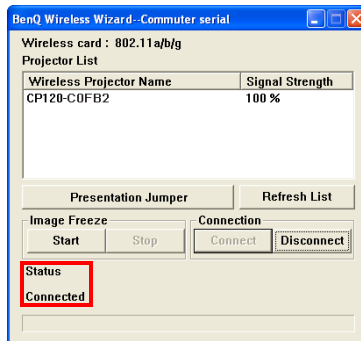 BenQ Wireless Wizard--Commuter serial
Wireless card : 802.11a/b/g
Projector List
Wireless Projector Name Signal Strength
CP120-C0FB2 100 %
Presentation Jumper Refresh List
Image Freeze Connection
Start Stop Connect Disconnect
Status
Connected